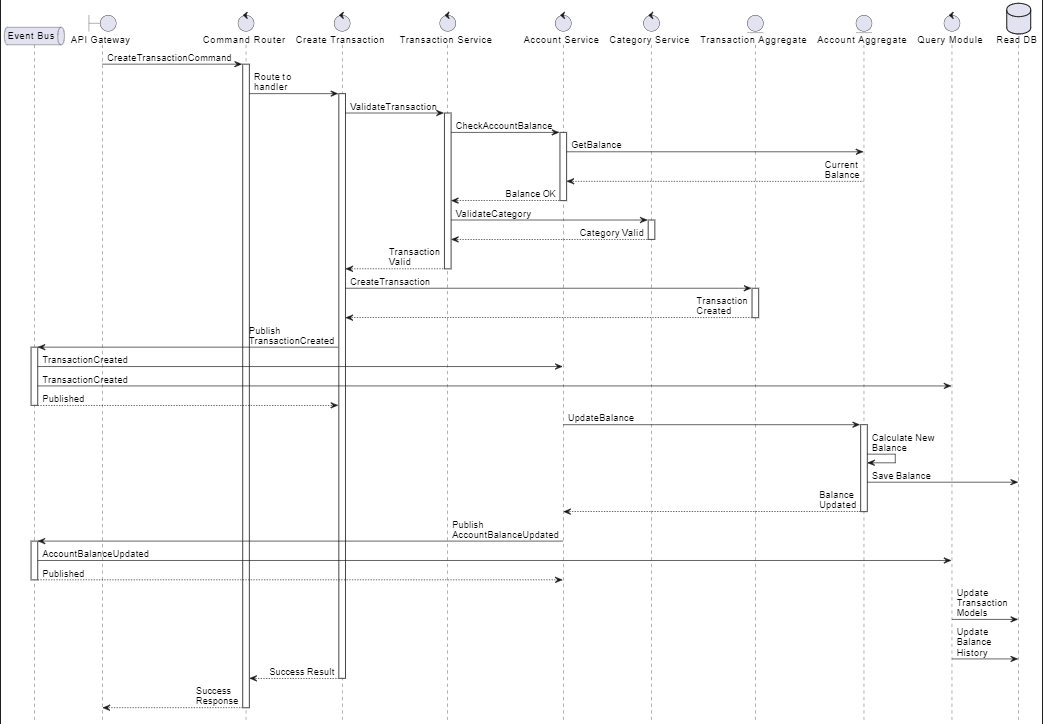 Event Bus
API Gateway
Command Router
Create Transaction
Transaction Service
Account Service
Category Service
Transaction Aggregate
Account Aggregate
Query Module
Read DB
CreateTransactionCommand
Route to
handler
ValidateTransaction
CheckAccountBalance
GetBalance
Current
Balance
Balance OK
ValidateCategory
Category Valid
Transaction
Valid
CreateTransaction
Transaction
Created
Publish
TransactionCreated
TransactionCreated
TransactionCreated
Published
UpdateBalance
Calculate New
Balance
Save Balance
Balance
Updated
Publish
AccountBalanceUpdated
AccountBalanceUpdated
Published
Update
Transaction
Models
Update
Balance
History
Success Result
Success
Response